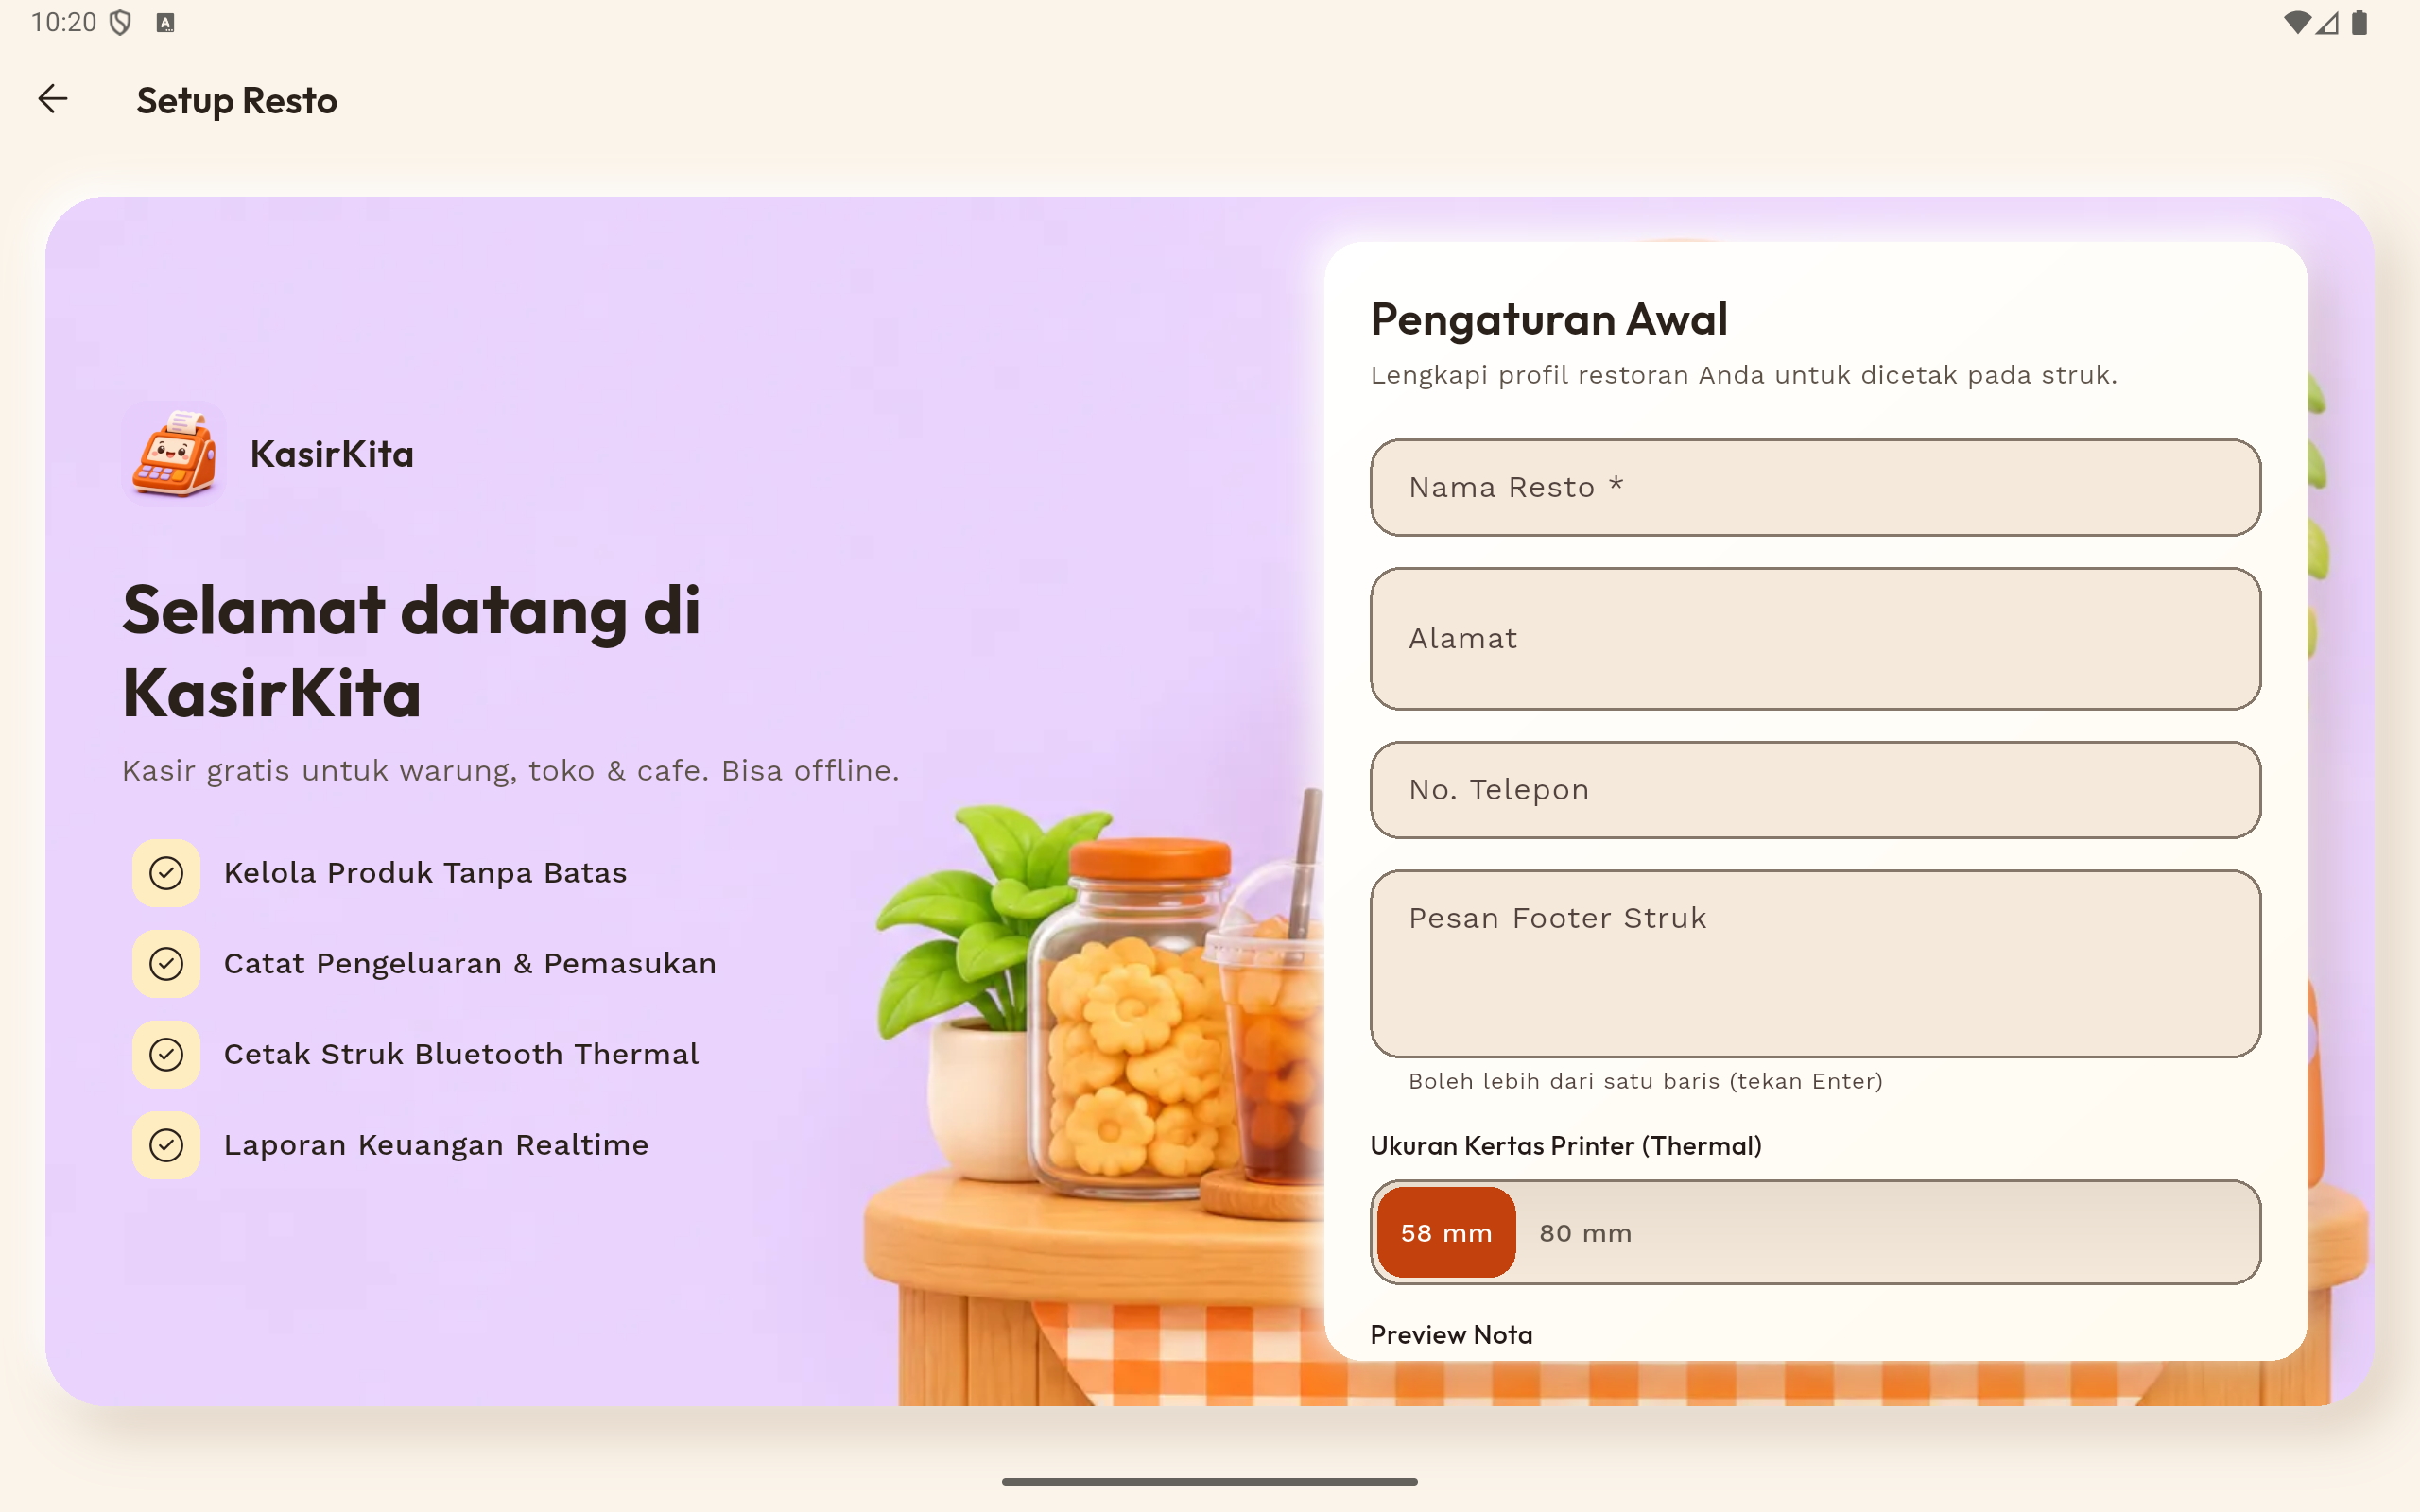 10:20
Setup Resto
KasirKita
Selamat datang di
KasirKita
Kasir gratis untuk warung, toko & cafe. Bisa offline.
Kelola Produk Tanpa Batas
Catat Pengeluaran & Pemasukan
Cetak Struk Bluetooth Thermal
Laporan Keuangan Realtime
Pengaturan Awal
Lengkapi profil restoran Anda untuk dicetak pada struk.
Nama Resto *
Alamat
No. Telepon
Pesan Footer Struk
Boleh lebih dari satu baris (tekan Enter)
Ukuran Kertas Printer (Thermal)
58 mm 80 mm
Preview Nota